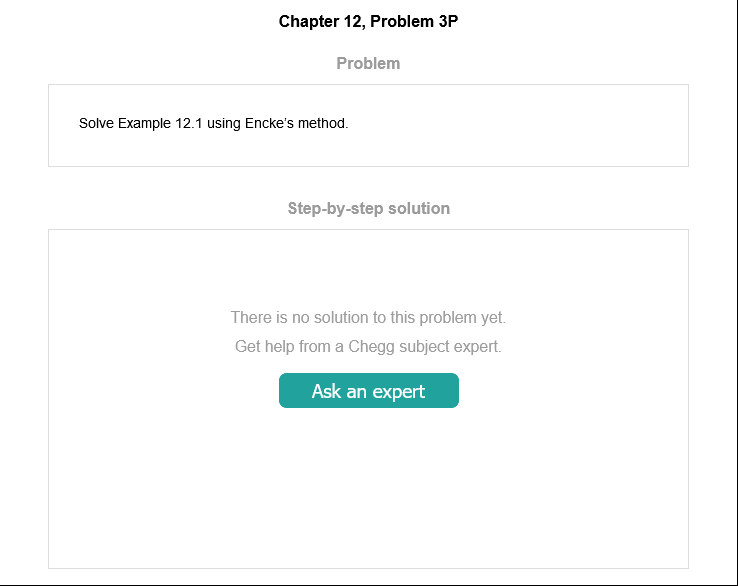 Chapter 12, Problem 3P
Problem
Solve Example 12.1 using Encke’s method.
Step-by-step solution
There is no solution to this problem yet.
Get help from a Chegg subject expert.
Ask an expert